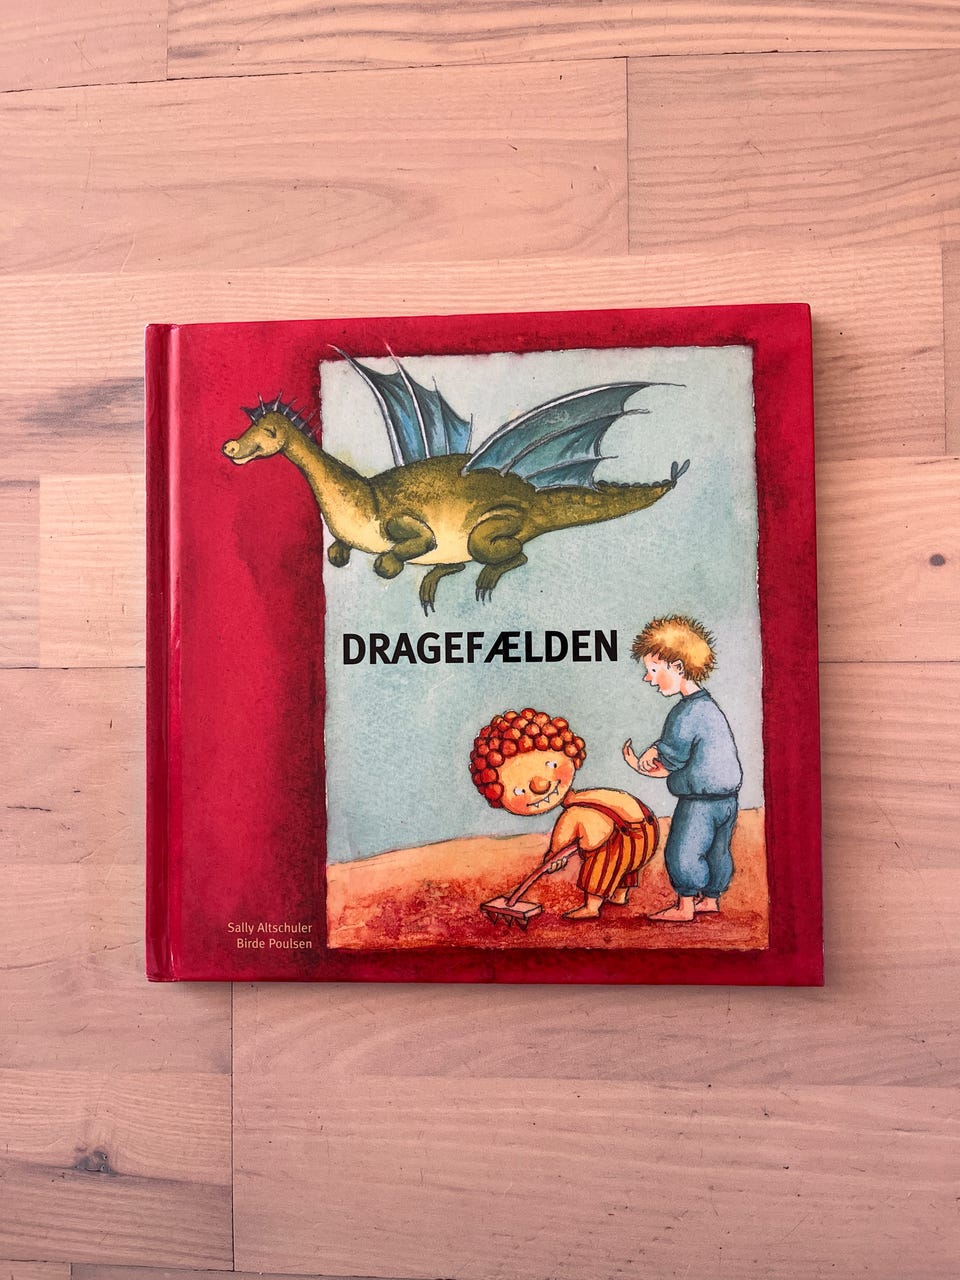 DRAGEFÆLDEN
Sally Altschuler
Birde Poulsen